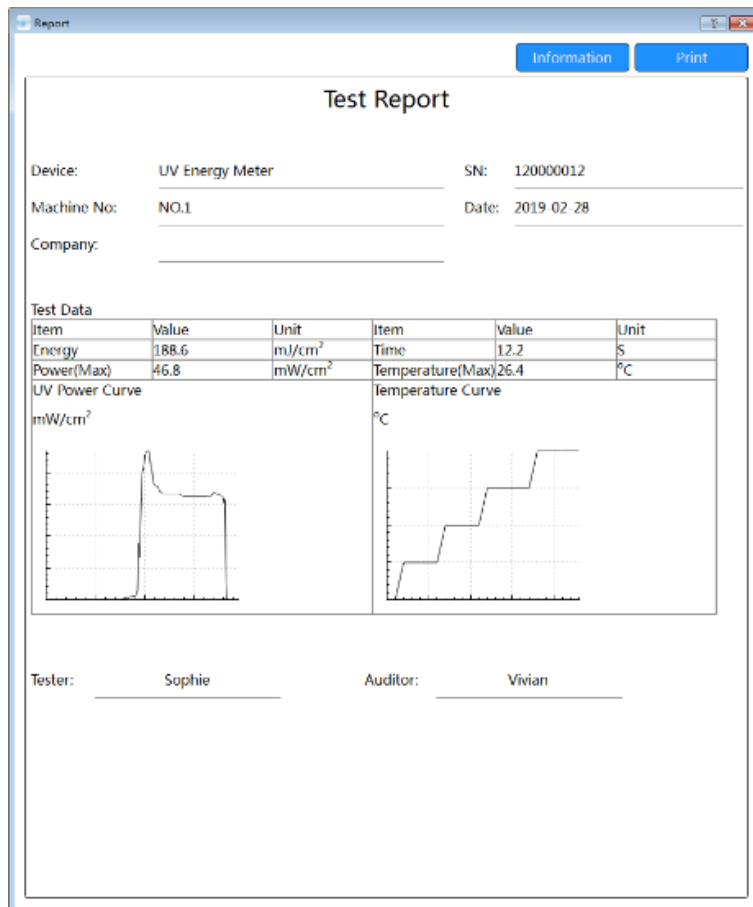 Report
Information Print
Test Report
Device: UV Energy Meter SN: 120000012
Machine No: NO.1 Date: 2019-02-28
Company:
Test Data
Item Value Unit Item Value Unit
Energy 188.6 mJ/cm² Time 12.2 S
Power(Max) 46.8 mW/cm² Temperature(Max) 26.4 °C
UV Power Curve Temperature Curve
mW/cm² °C
Tester: Sophie Auditor: Vivian